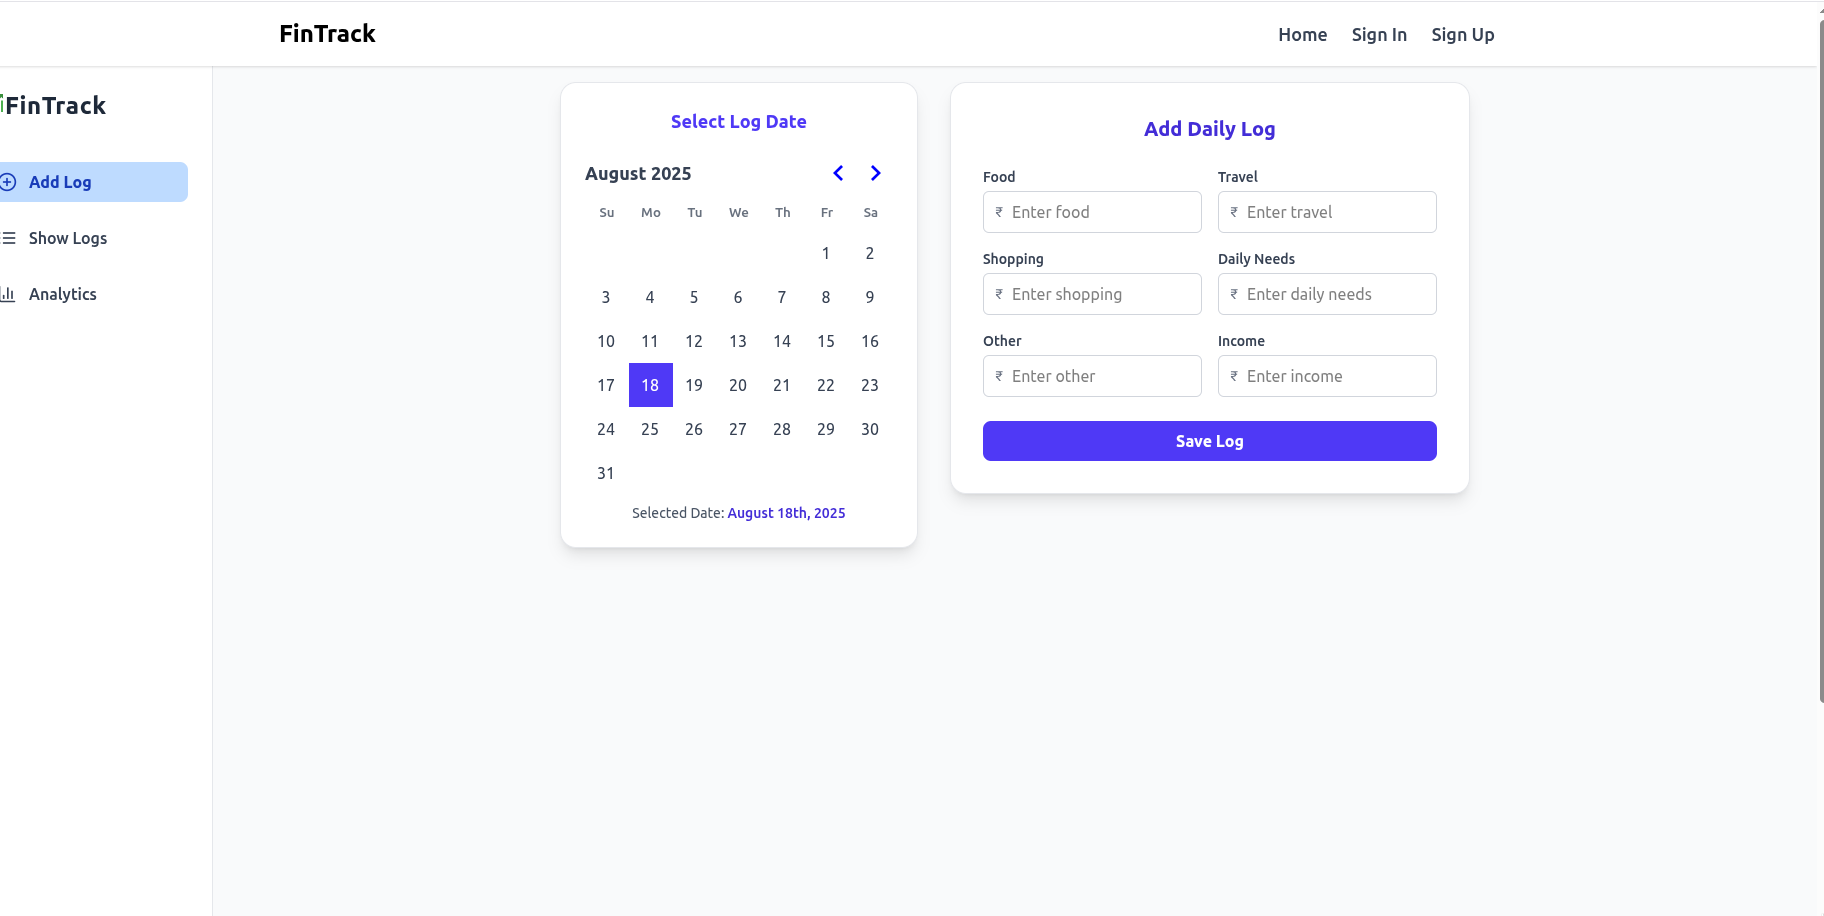 FinTrack
Home Sign In Sign Up
FinTrack
Add Log
Show Logs
Analytics
Select Log Date
August 2025
Su Mo Tu We Th Fr Sa
1 2
3 4 5 6 7 8 9
10 11 12 13 14 15 16
17 18 19 20 21 22 23
24 25 26 27 28 29 30
31
Selected Date: August 18th, 2025
Add Daily Log
Food Travel
₹ Enter food ₹ Enter travel
Shopping Daily Needs
₹ Enter shopping ₹ Enter daily needs
Other Income
₹ Enter other ₹ Enter income
Save Log